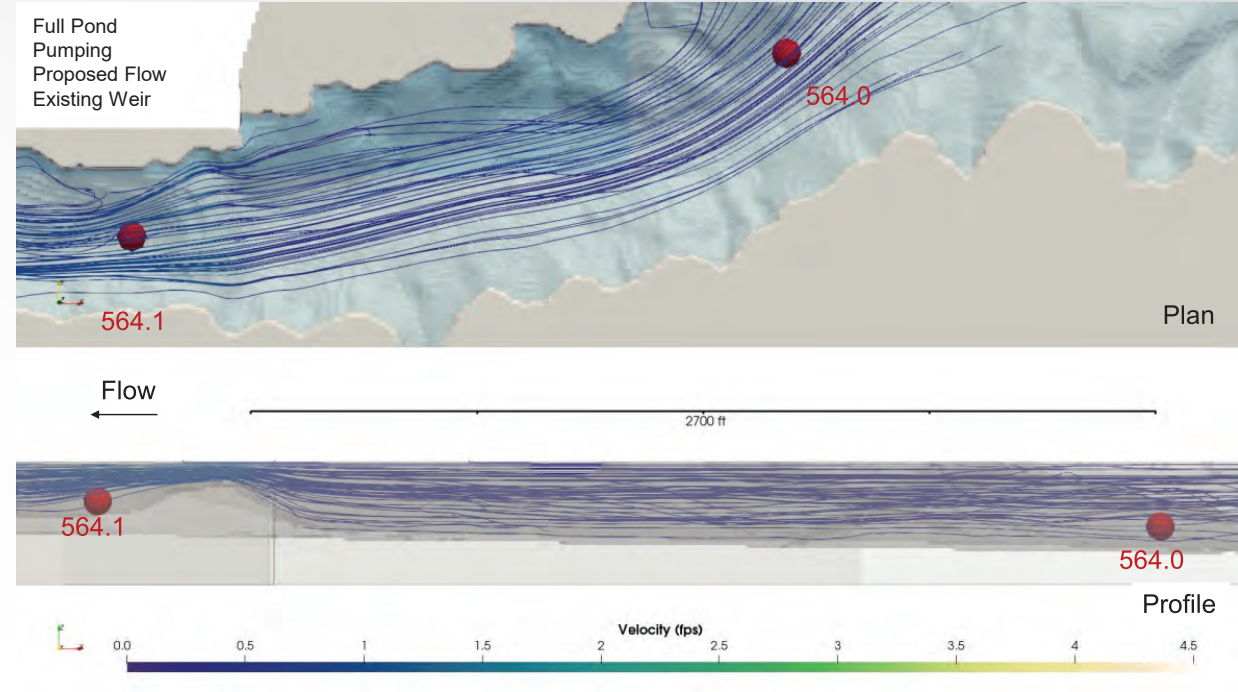 Full Pond
Pumping
Proposed Flow
Existing Weir
564.0
564.1
Plan
Flow
2700 ft
564.1
564.0
Profile
Velocity (fps)
0.0 0.5 1 1.5 2 2.5 3 3.5 4 4.5